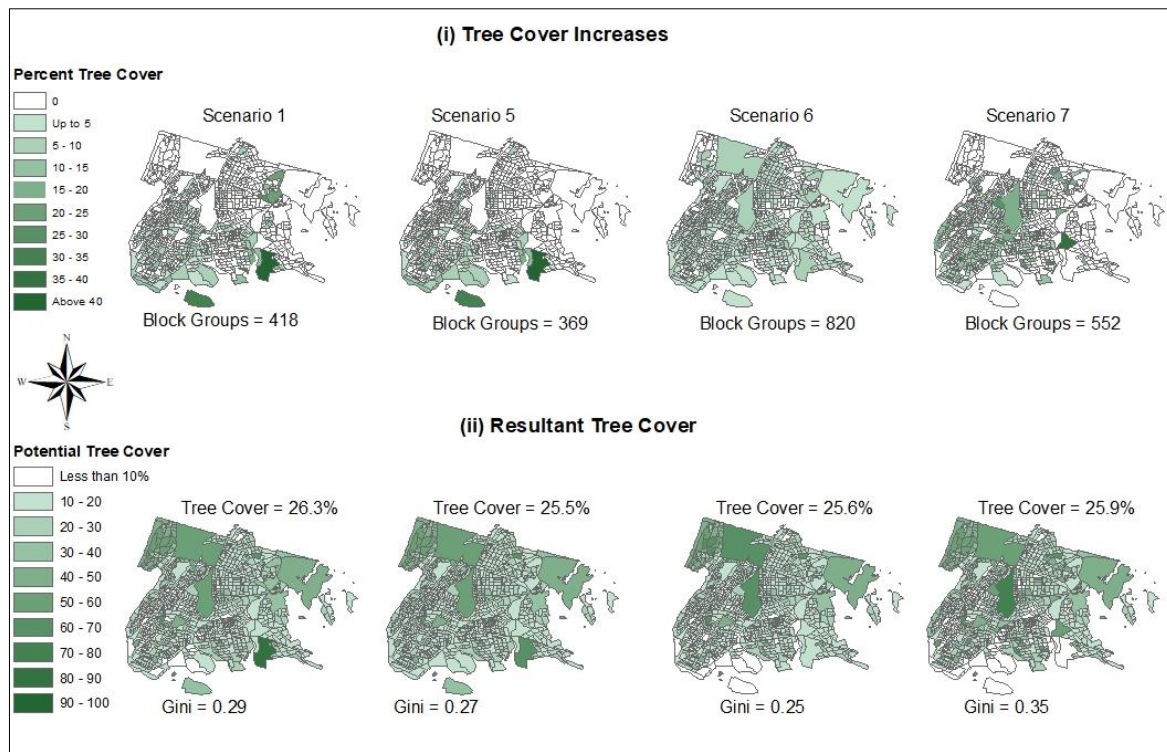 (i) Tree Cover Increases
Percent Tree Cover
0
Up to 5
5 - 10
10 - 15
15 - 20
20 - 25
25 - 30
30 - 35
35 - 40
Above 40
Scenario 1
Scenario 5
Scenario 6
Scenario 7
Block Groups = 418
Block Groups = 369
Block Groups = 820
Block Groups = 552
N
W
E
S
(ii) Resultant Tree Cover
Potential Tree Cover
Less than 10%
10 - 20
20 - 30
30 - 40
40 - 50
50 - 60
60 - 70
70 - 80
80 - 90
90 - 100
Tree Cover = 26.3%
Tree Cover = 25.5%
Tree Cover = 25.6%
Tree Cover = 25.9%
Gini = 0.29
Gini = 0.27
Gini = 0.25
Gini = 0.35